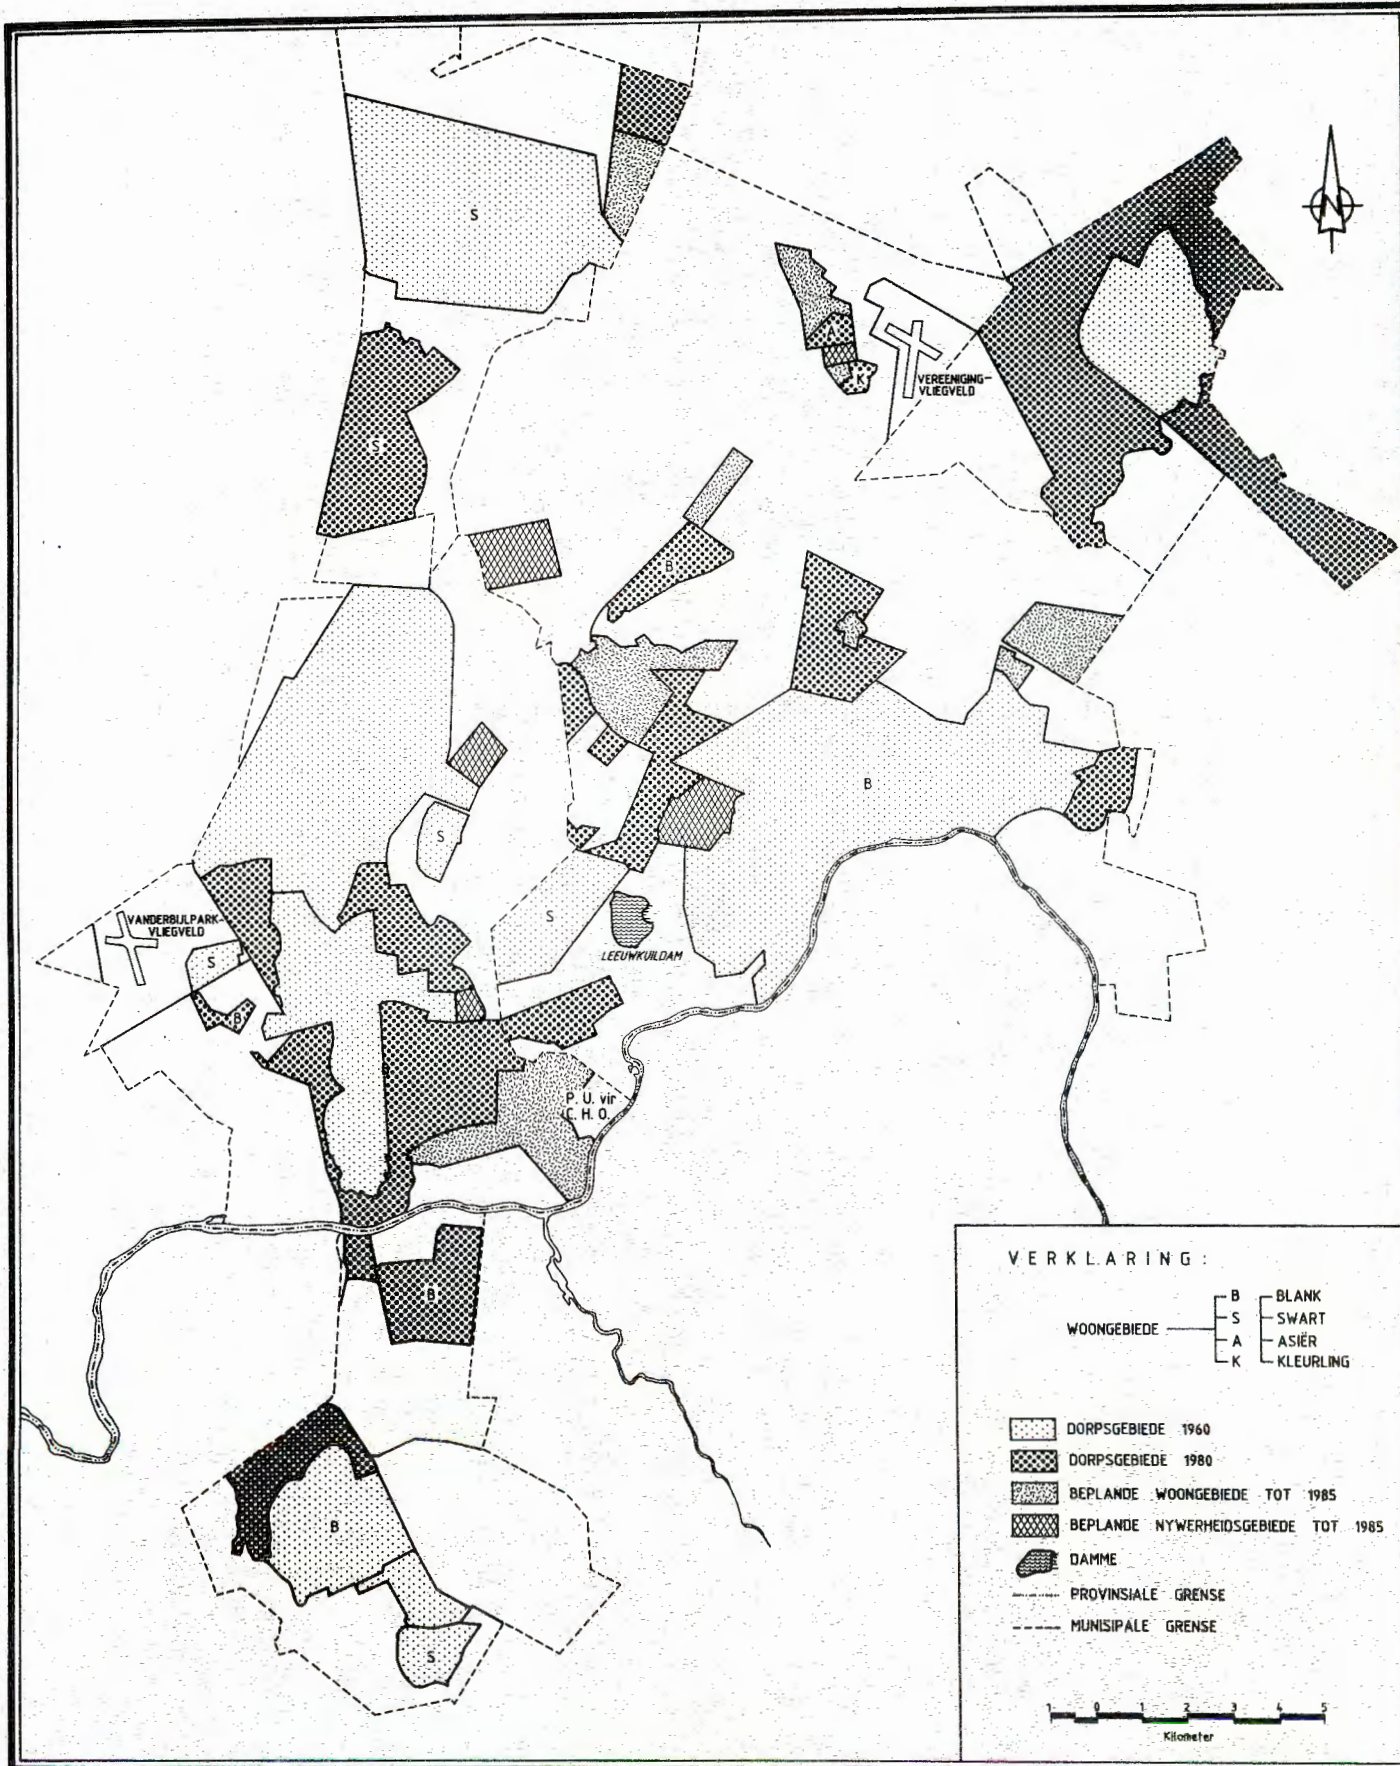 S
N
A
K
VEREENIGING-
VLIEGVELD
S
B
B
S
S
VANDERBIJLPARK-
VLIEGVELD
S
LEEUWKUILDAM
B
P. U. vir
C. H. O.
B
B
S
VERKLARING :
WOONGEBIEDE
B BLANK
S SWART
A ASIËR
K KLEURLING
DORPSGEBIEDE 1960
DORPSGEBIEDE 1980
BEPLANDE WOONGEBIEDE TOT 1985
BEPLANDE NYWERHEIDSGEBIEDE TOT 1985
DAMME
PROVINSIALE GRENSE
MUNISIPALE GRENSE
1 0 1 2 3 4 5
Kilometer